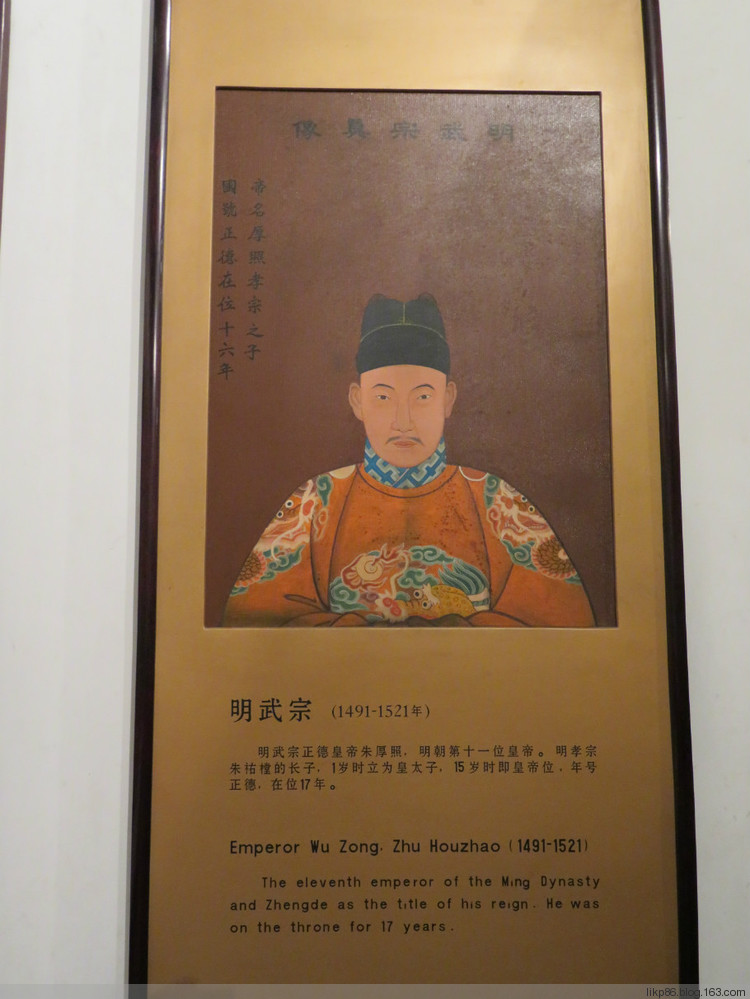 明武宗真像
帝名厚照孝宗之子
国號正德在位十六年
明武宗 (1491-1521年)
明武宗正德皇帝朱厚照，明朝第十一位皇帝。明孝宗
朱祐樘的长子，1岁时立为皇太子，15岁时即皇帝位，年号
正德，在位17年。
Emperor Wu Zong, Zhu Houzhao (1491-1521)
The eleventh emperor of the Ming Dynasty
and Zhengde as the title of his reign. He was
on the throne for 17 years.
likp86.blog.163.com